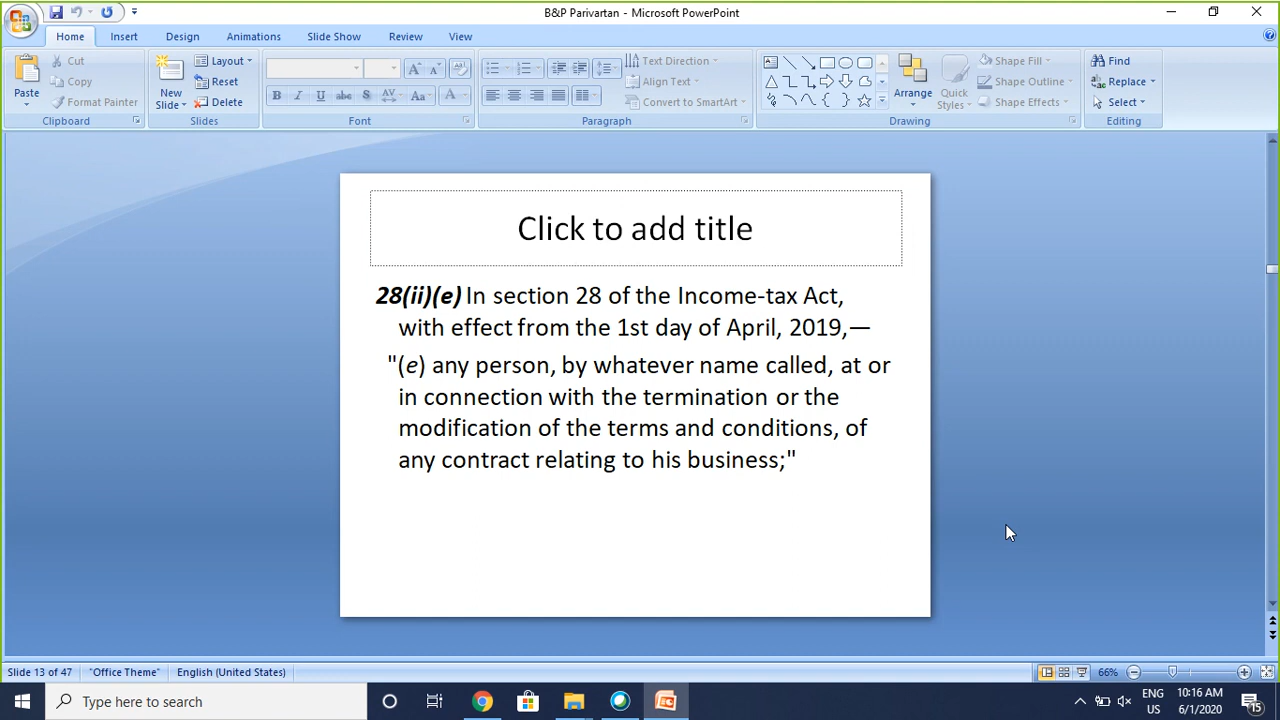 B&P Parivartan - Microsoft PowerPoint
Home Insert Design Animations Slide Show Review View
Paste
Cut
Copy
Format Painter
Clipboard
New Slide
Layout
Reset
Delete
Slides
B I U abc S AV Aa A
Font
Text Direction
Align Text
Convert to SmartArt
Paragraph
Arrange
Quick Styles
Shape Fill
Shape Outline
Shape Effects
Drawing
Find
Replace
Select
Editing
Click to add title
28(ii)(e) In section 28 of the Income-tax Act,
with effect from the 1st day of April, 2019,—
"(e) any person, by whatever name called, at or
in connection with the termination or the
modification of the terms and conditions, of
any contract relating to his business;"
Slide 13 of 47 "Office Theme" English (United States) 66%
Type here to search
ENG
US
10:16 AM
6/1/2020
15